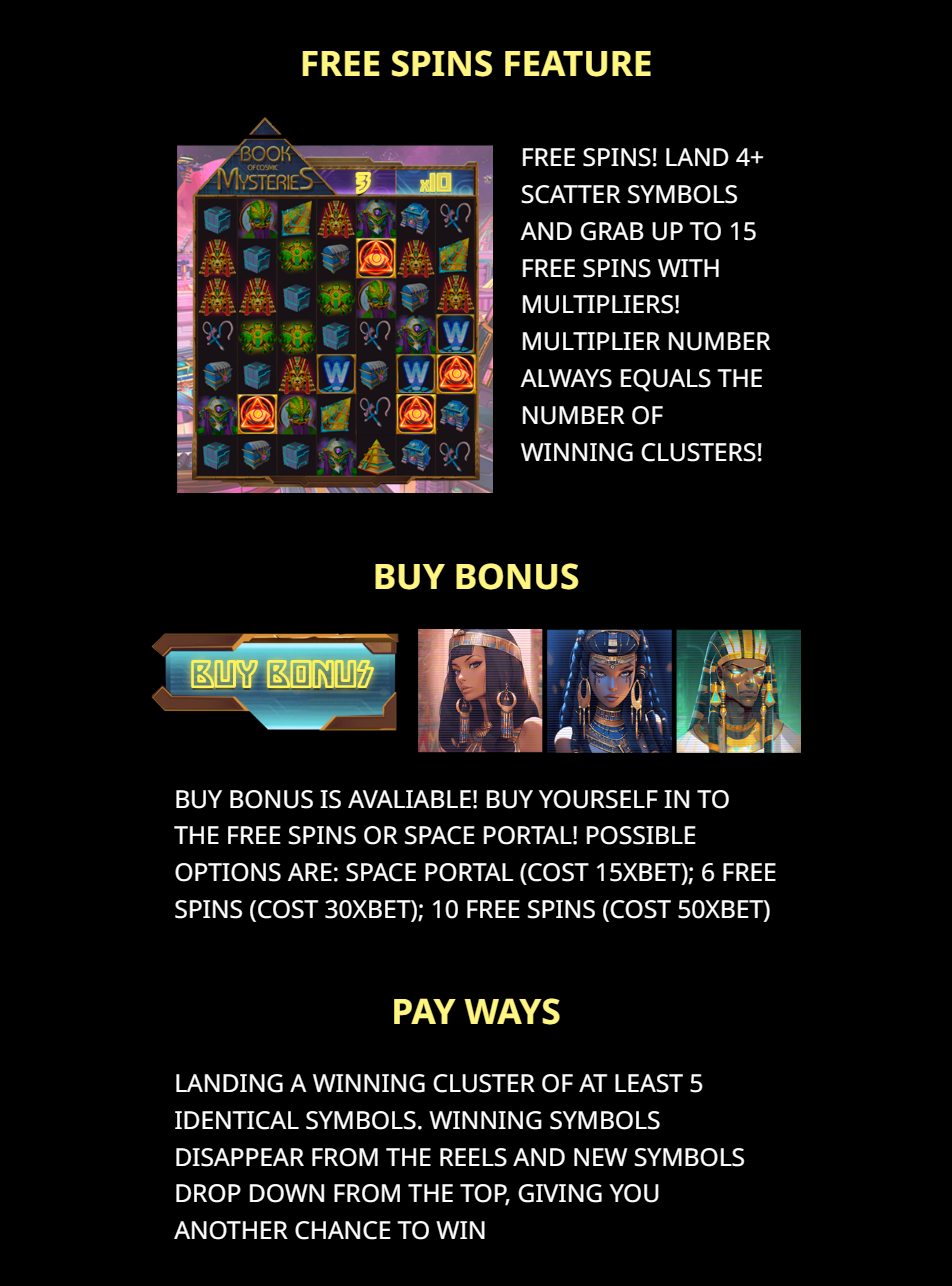 FREE SPINS FEATURE
BOOK
OF COSMIC
MYSTERIES
3
x10
W
W
W
FREE SPINS! LAND 4+
SCATTER SYMBOLS
AND GRAB UP TO 15
FREE SPINS WITH
MULTIPLIERS!
MULTIPLIER NUMBER
ALWAYS EQUALS THE
NUMBER OF
WINNING CLUSTERS!
BUY BONUS
BUY BONUS
BUY BONUS IS AVALIABLE! BUY YOURSELF IN TO
THE FREE SPINS OR SPACE PORTAL! POSSIBLE
OPTIONS ARE: SPACE PORTAL (COST 15XBET); 6 FREE
SPINS (COST 30XBET); 10 FREE SPINS (COST 50XBET)
PAY WAYS
LANDING A WINNING CLUSTER OF AT LEAST 5
IDENTICAL SYMBOLS. WINNING SYMBOLS
DISAPPEAR FROM THE REELS AND NEW SYMBOLS
DROP DOWN FROM THE TOP, GIVING YOU
ANOTHER CHANCE TO WIN